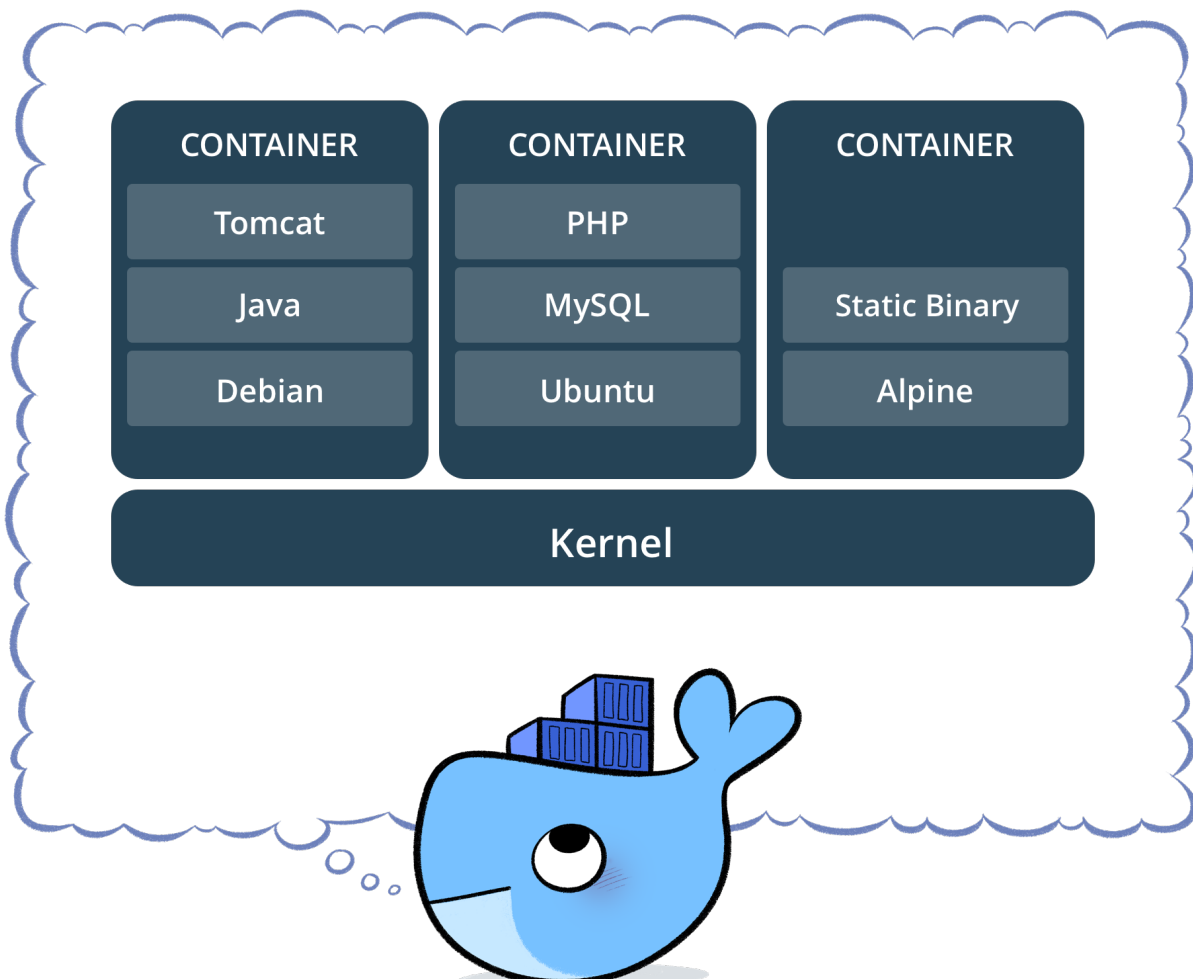 CONTAINER
Tomcat
Java
Debian
CONTAINER
PHP
MySQL
Ubuntu
CONTAINER
Static Binary
Alpine
Kernel